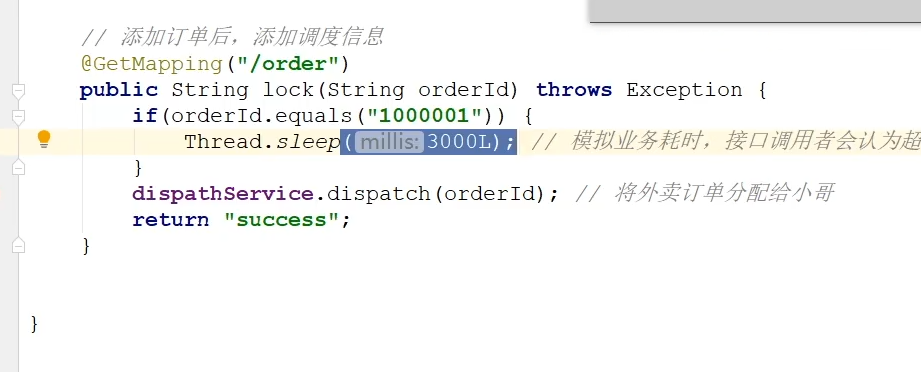 // 添加订单后，添加调度信息
@GetMapping("/order")
public String lock(String orderId) throws Exception {
if(orderId.equals("1000001")) {
Thread.sleep( millis: 3000L); // 模拟业务耗时，接口调用者会认为超
}
dispathService.dispatch(orderId); // 将外卖订单分配给小哥
return "success";
}
}